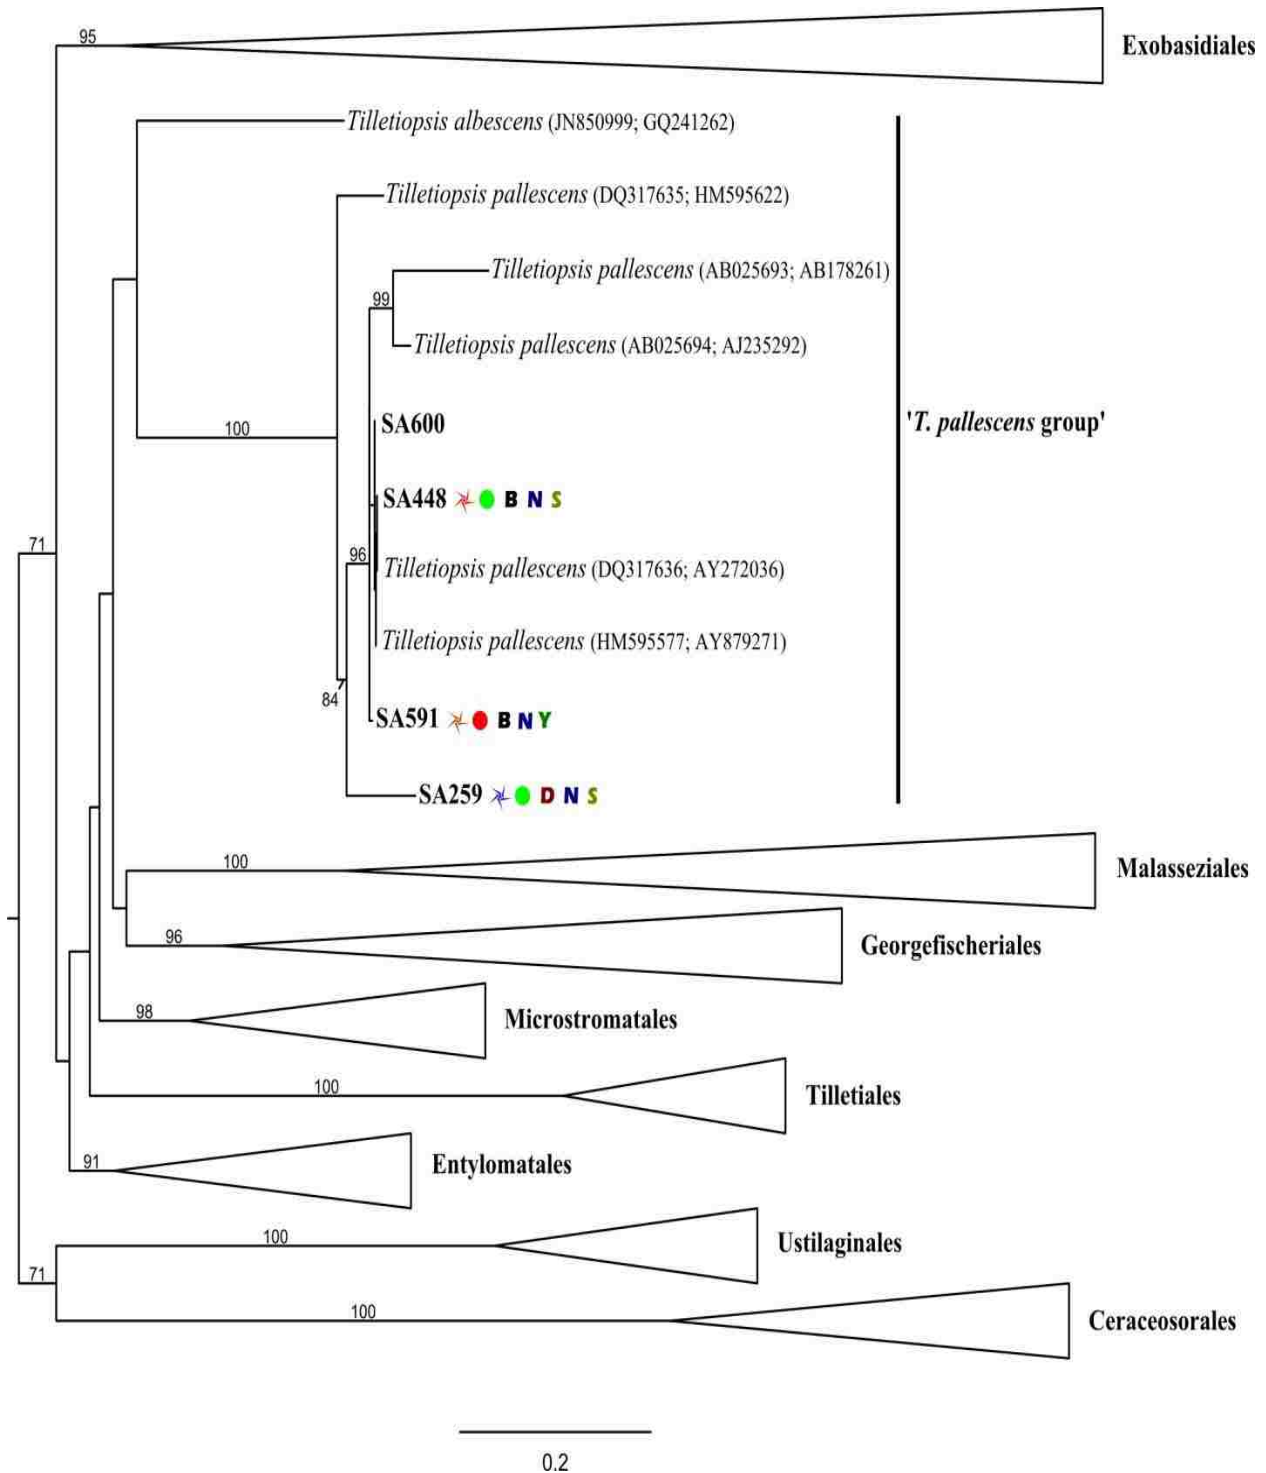 95
Exobasidiales
Tilletiopsis albescens (JN850999; GQ241262)
Tilletiopsis pallescens (DQ317635; HM595622)
Tilletiopsis pallescens (AB025693; AB178261)
99
Tilletiopsis pallescens (AB025694; AJ235292)
SA600
'T. pallescens group'
100
SA448 B N S
71
96
Tilletiopsis pallescens (DQ317636; AY272036)
Tilletiopsis pallescens (HM595577; AY879271)
84
SA591 B N Y
SA259 D N S
100
Malasseziales
96
Georgefischeriales
98
Microstromatales
100
Tilletiales
91
Entylomatales
100
Ustilaginales
71
100
Ceraceosorales
0.2